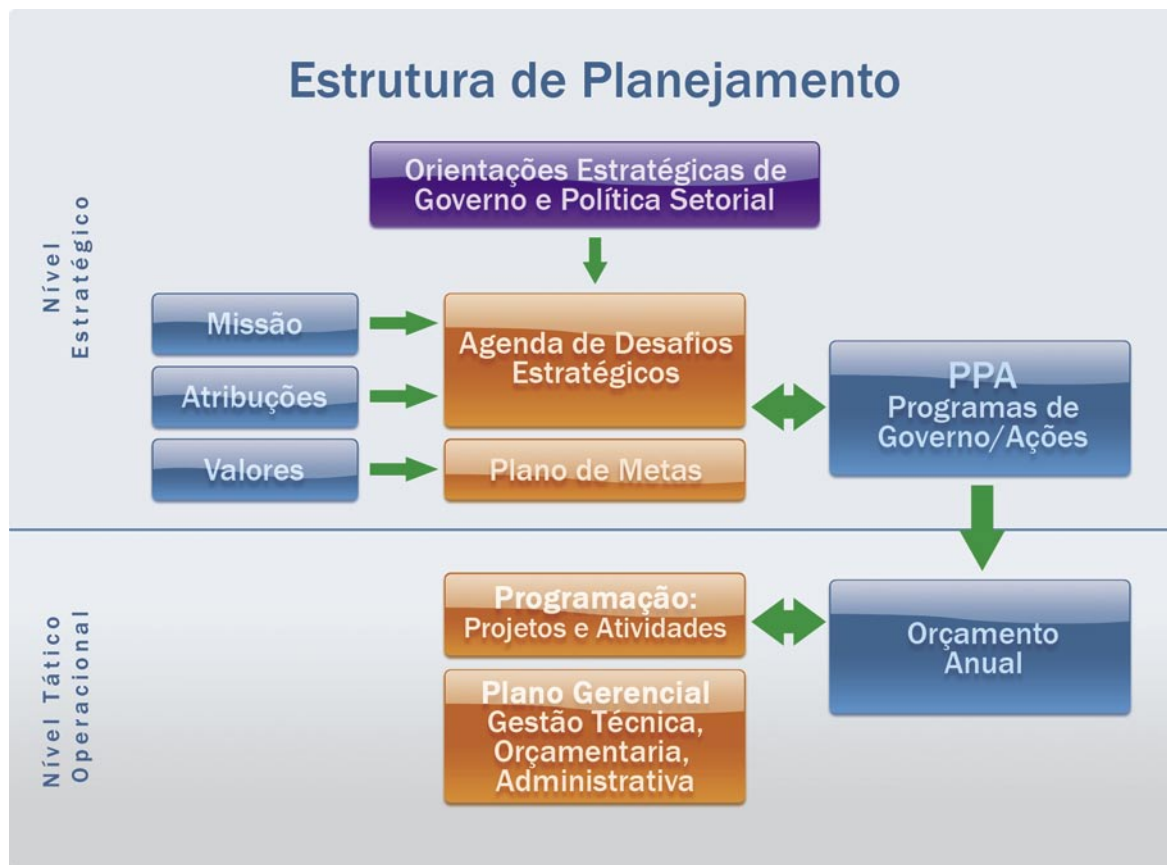 Estrutura de Planejamento
Nível
Estratégico
Orientações Estratégicas de
Governo e Política Setorial
Missão
Atribuções
Valores
Agenda de Desafios
Estratégicos
Plano de Metas
PPA
Programas de
Governo/Ações
Nível Tático
Operacional
Programação:
Projetos e Atividades
Plano Gerencial
Gestão Técnica,
Orçamentaria,
Administrativa
Orçamento
Anual